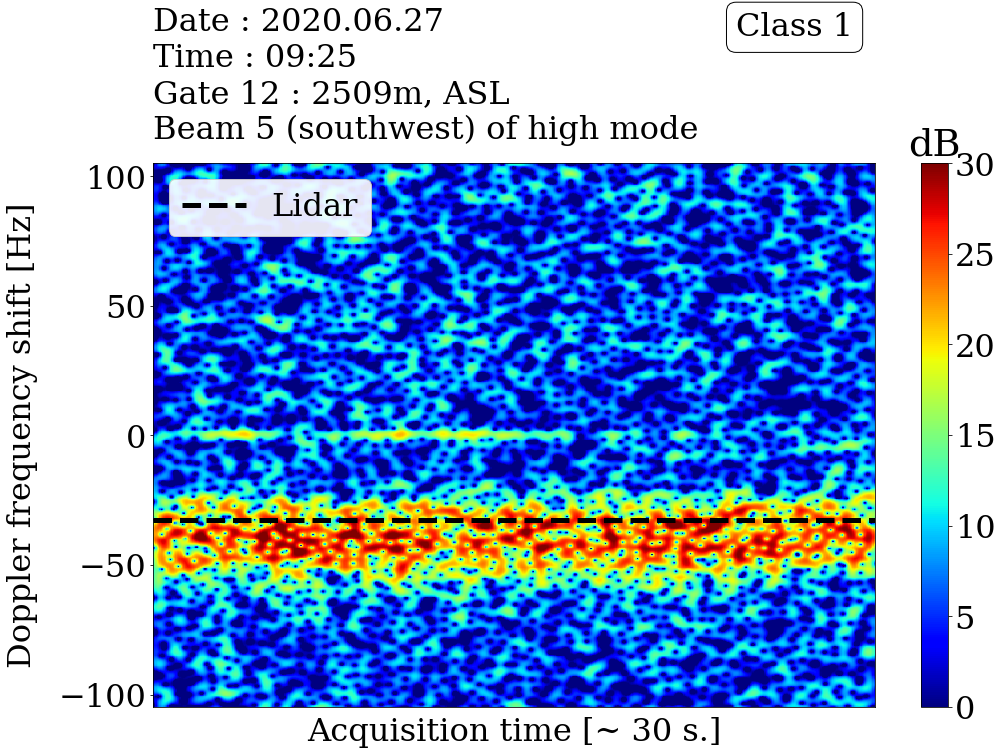 Date : 2020.06.27
Time : 09:25
Gate 12 : 2509m, ASL
Beam 5 (southwest) of high mode
Class 1
dB
Lidar
Doppler frequency shift [Hz]
100
50
0
−50
−100
30
25
20
15
10
5
0
Acquisition time [~ 30 s.]